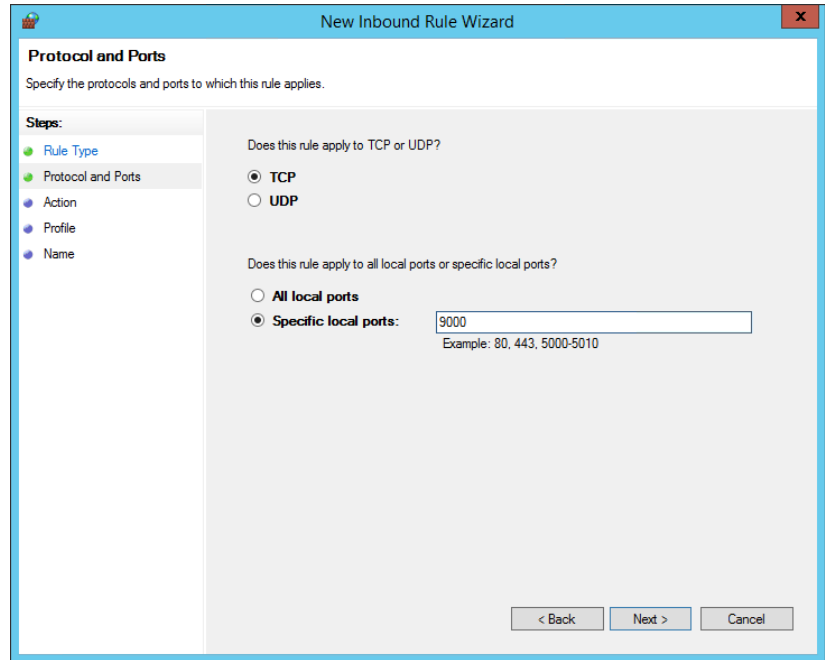 New Inbound Rule Wizard
x
Protocol and Ports
Specify the protocols and ports to which this rule applies.
Steps:
Rule Type
Protocol and Ports
Action
Profile
Name
Does this rule apply to TCP or UDP?
TCP
UDP
Does this rule apply to all local ports or specific local ports?
All local ports
Specific local ports: 9000
Example: 80, 443, 5000-5010
< Back Next > Cancel